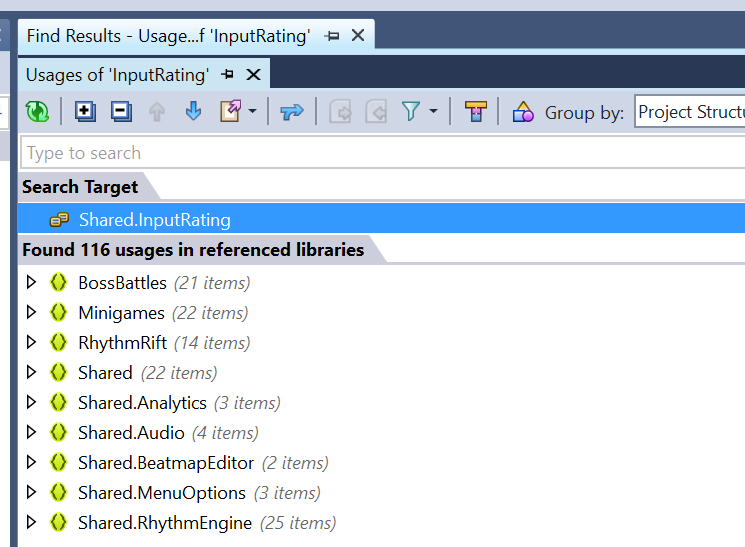 Find Results - Usage...f 'InputRating'
Usages of 'InputRating'
Group by: Project Structu
Type to search
Search Target
Shared.InputRating
Found 116 usages in referenced libraries
BossBattles (21 items)
Minigames (22 items)
RhythmRift (14 items)
Shared (22 items)
Shared.Analytics (3 items)
Shared.Audio (4 items)
Shared.BeatmapEditor (2 items)
Shared.MenuOptions (3 items)
Shared.RhythmEngine (25 items)